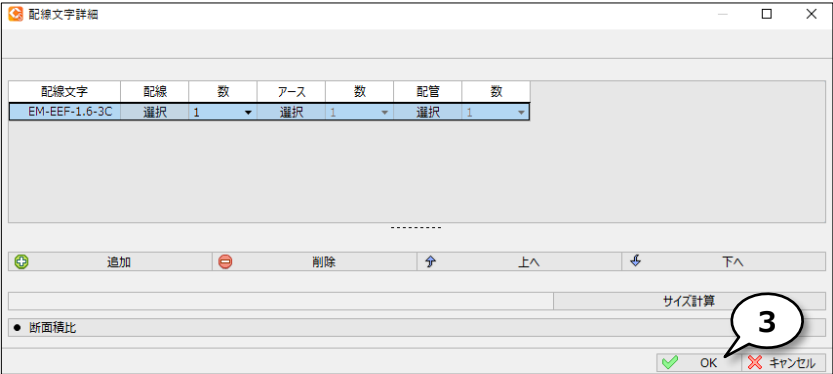 配線文字詳細
配線文字 配線 数 アース 数 配管 数
EM-EEF-1.6-3C 選択 1 選択 1 選択 1
追加 削除 上へ 下へ
サイズ計算
● 断面積比
3
OK キャンセル